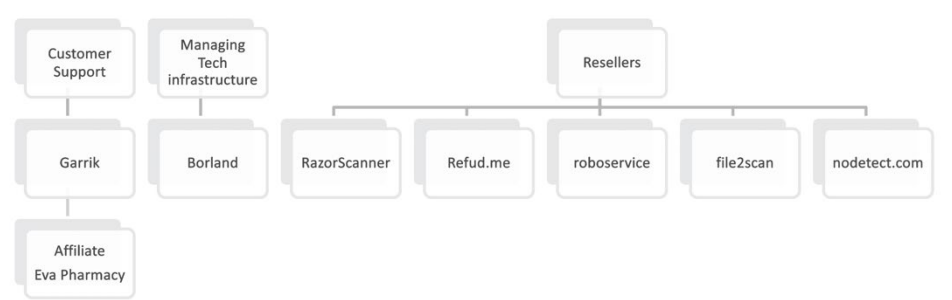 Customer
Support
Managing
Tech
infrastructure
Resellers
Garrik
Borland
RazorScanner
Refud.me
roboservice
file2scan
nodetect.com
Affiliate
Eva Pharmacy